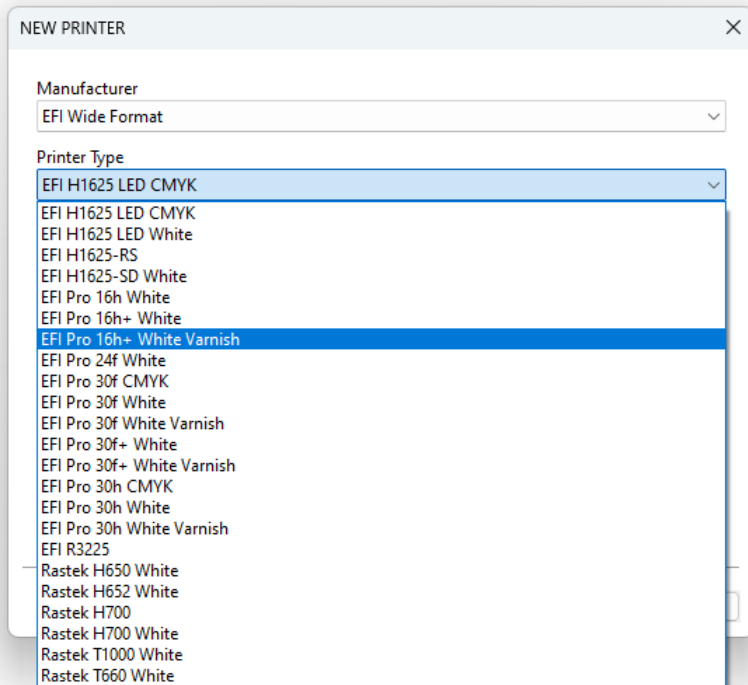 NEW PRINTER
Manufacturer
EFI Wide Format
Printer Type
EFI H1625 LED CMYK
EFI H1625 LED CMYK
EFI H1625 LED White
EFI H1625-RS
EFI H1625-SD White
EFI Pro 16h White
EFI Pro 16h+ White
EFI Pro 16h+ White Varnish
EFI Pro 24f White
EFI Pro 30f CMYK
EFI Pro 30f White
EFI Pro 30f White Varnish
EFI Pro 30f+ White
EFI Pro 30f+ White Varnish
EFI Pro 30h CMYK
EFI Pro 30h White
EFI Pro 30h White Varnish
EFI R3225
Rastek H650 White
Rastek H652 White
Rastek H700
Rastek H700 White
Rastek T1000 White
Rastek T660 White